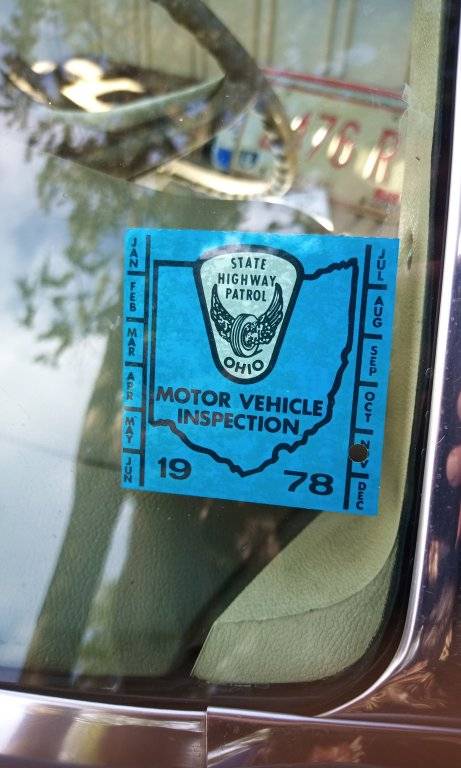 476 R
JAN
FEB
MAR
APR
MAY
JUN
STATE
HIGHWAY
PATROL
OHIO
MOTOR VEHICLE
INSPECTION
19 78
JUL
AUG
SEP
OCT
NOV
DEC